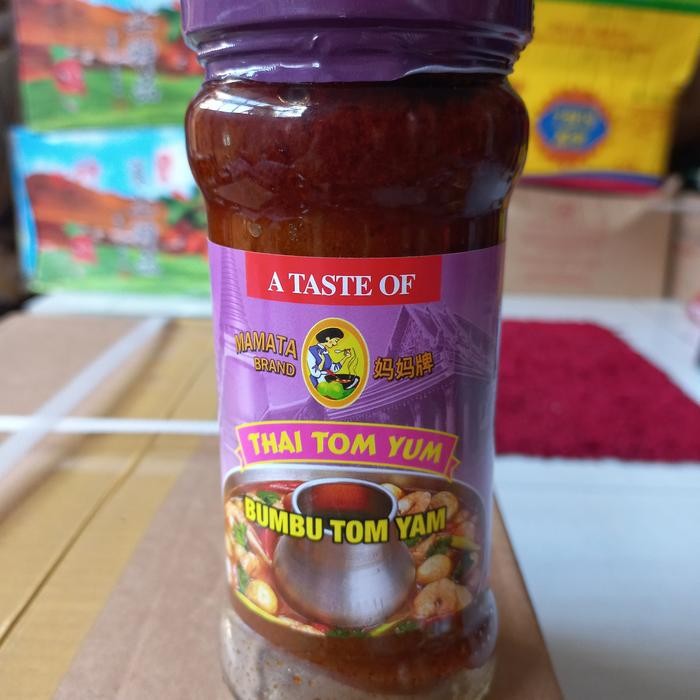 A TASTE OF
MAMATA
BRAND
妈妈牌
THAI TOM YUM
BUMBU TOM YAM